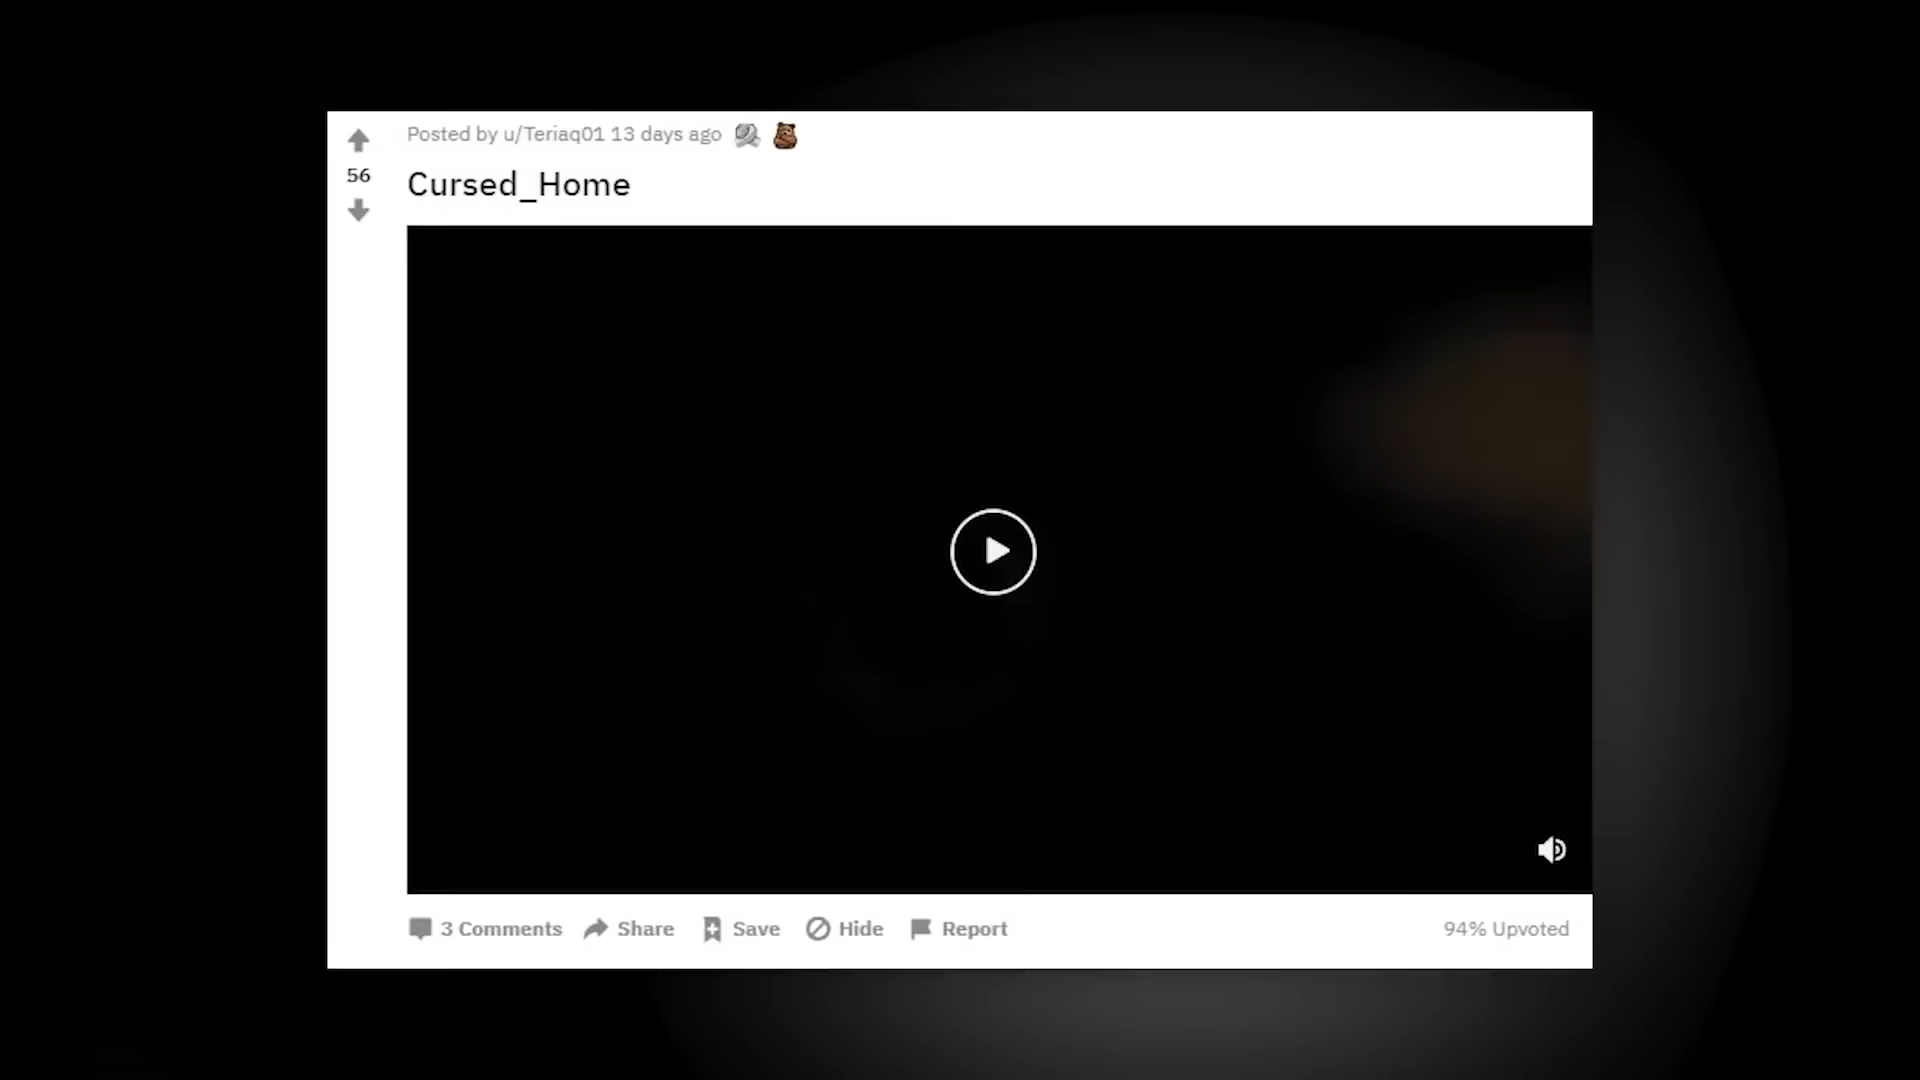 Posted by u/Teriaq01 13 days ago
56
Cursed_Home
3 Comments Share Save Hide Report 94% Upvoted